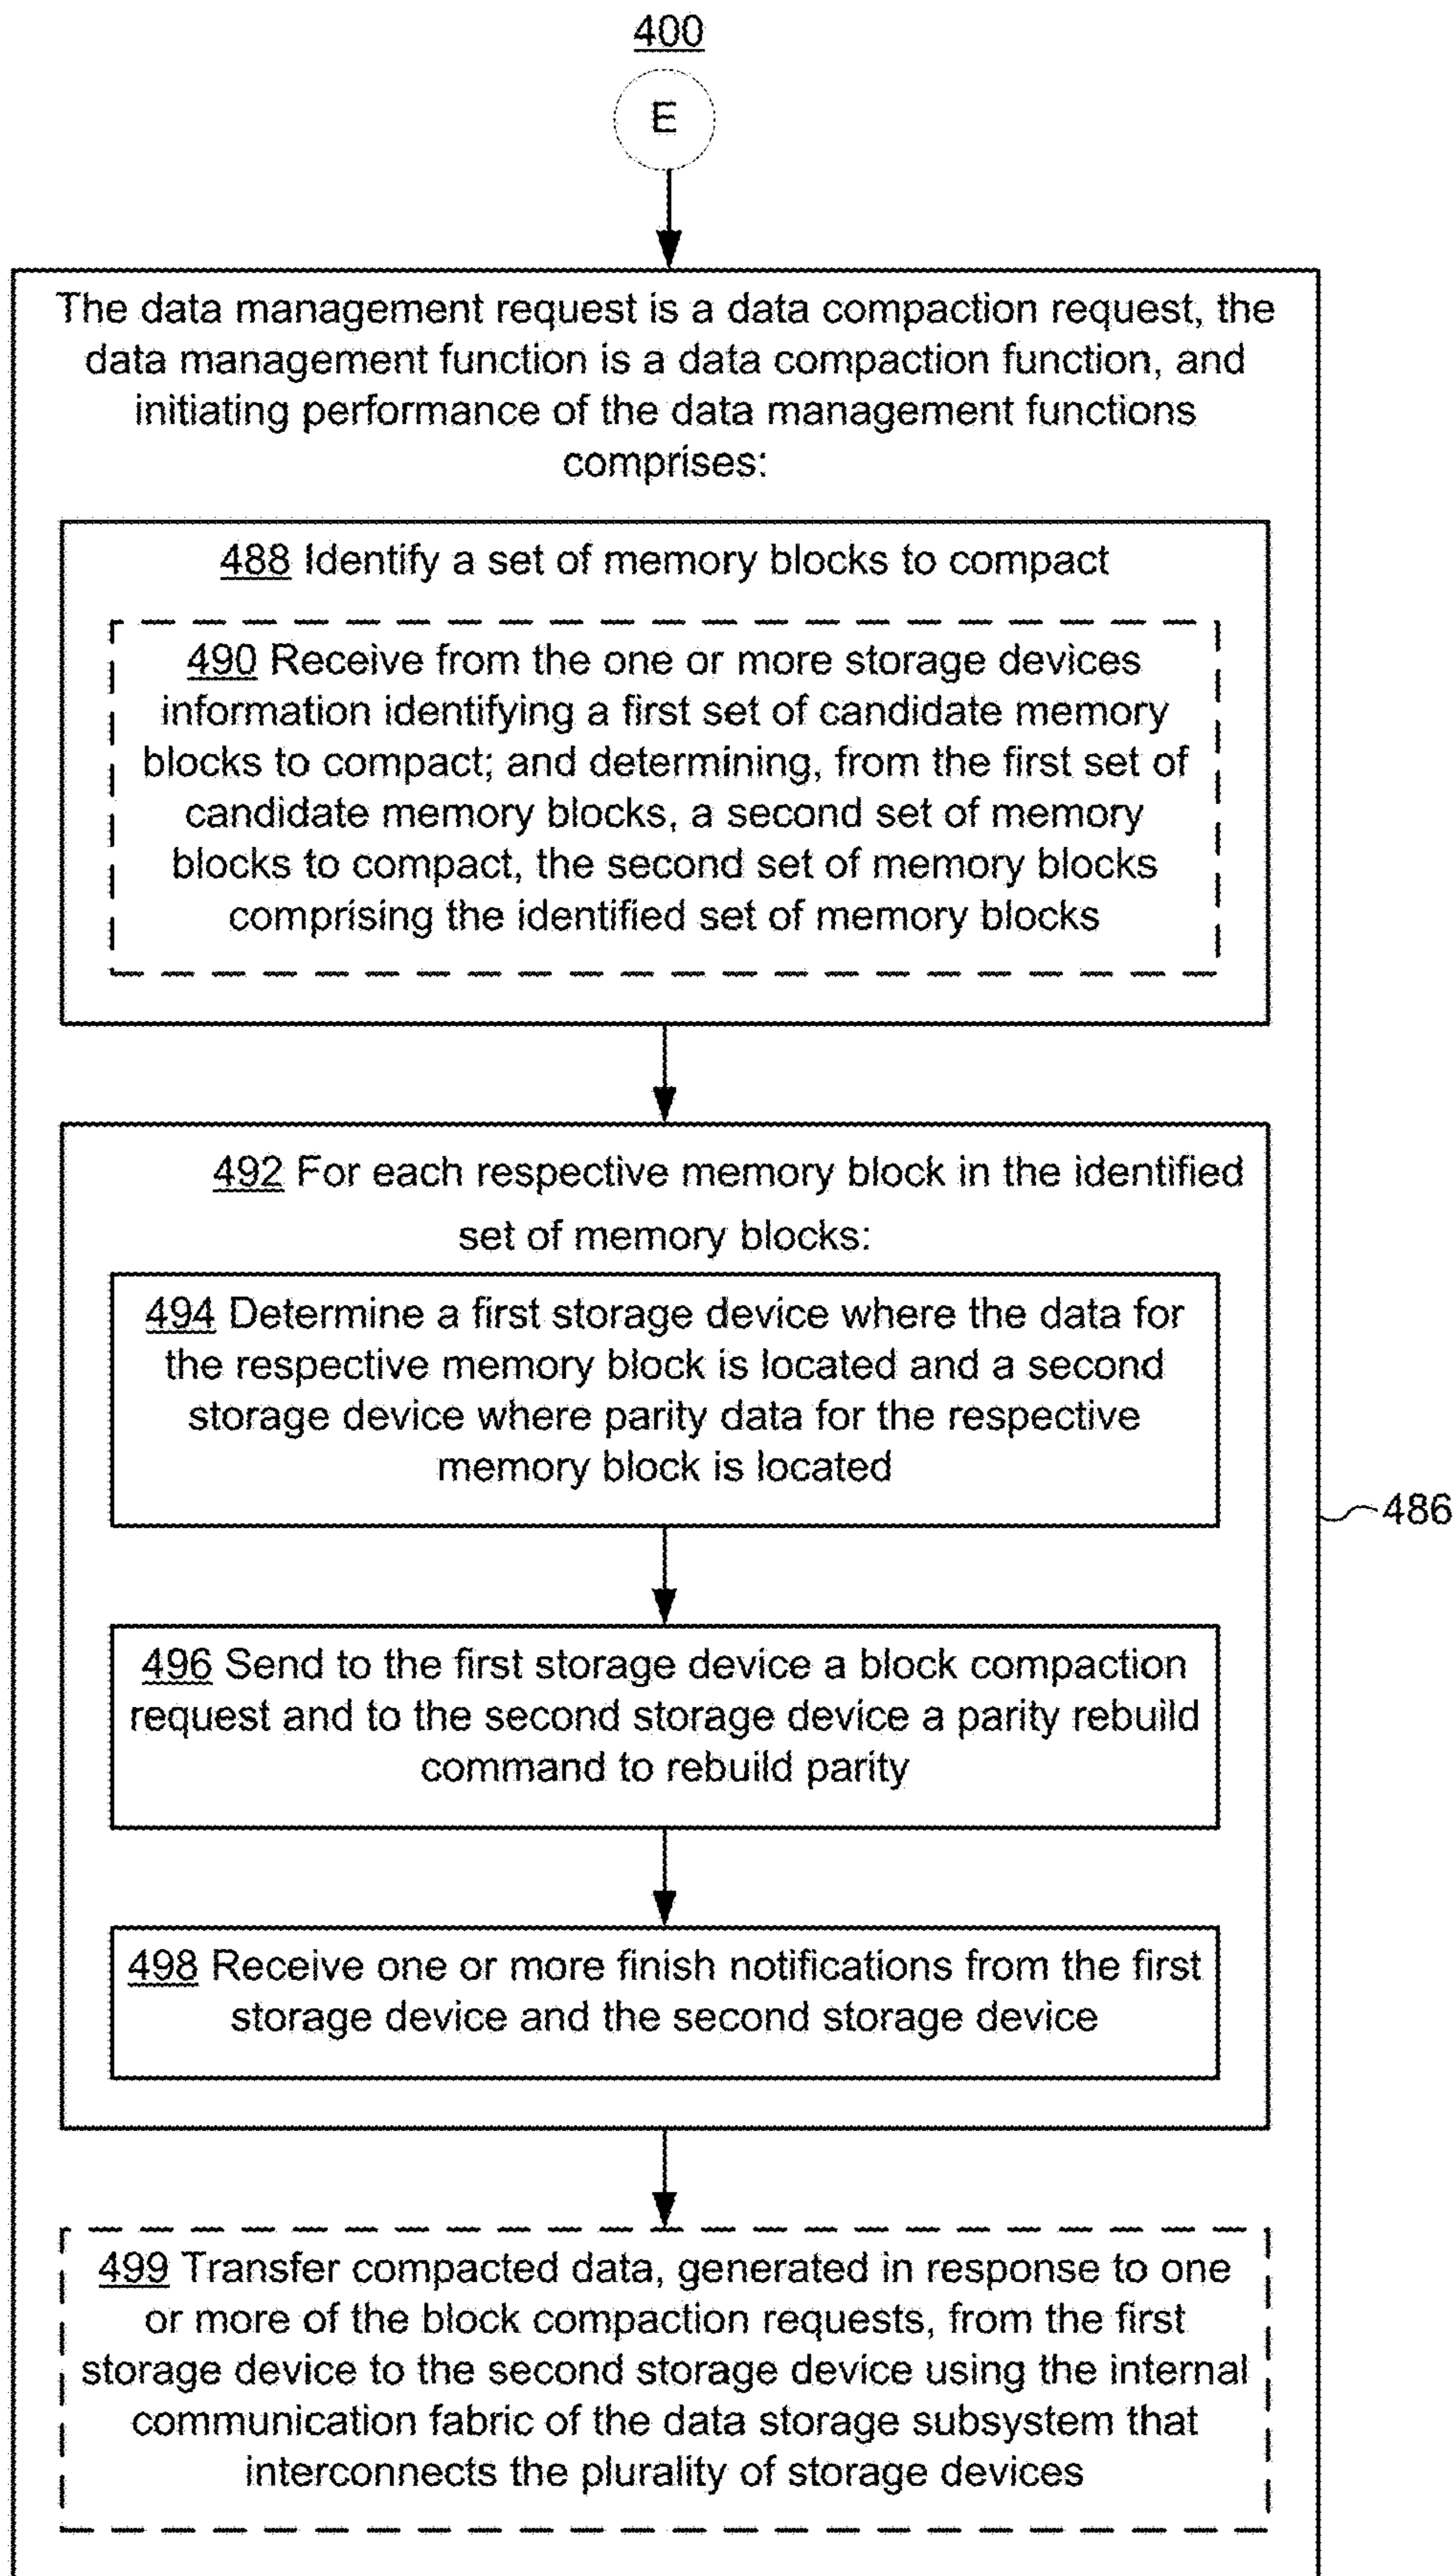 400
E
The data management request is a data compaction request, the
data management function is a data compaction function, and
initiating performance of the data management functions
comprises:
488 Identify a set of memory blocks to compact
490 Receive from the one or more storage devices
information identifying a first set of candidate memory
blocks to compact; and determining, from the first set of
candidate memory blocks, a second set of memory
blocks to compact, the second set of memory blocks
comprising the identified set of memory blocks
492 For each respective memory block in the identified
set of memory blocks:
494 Determine a first storage device where the data for
the respective memory block is located and a second
storage device where parity data for the respective
memory block is located
486
496 Send to the first storage device a block compaction
request and to the second storage device a parity rebuild
command to rebuild parity
498 Receive one or more finish notifications from the first
storage device and the second storage device
499 Transfer compacted data, generated in response to one
or more of the block compaction requests, from the first
storage device to the second storage device using the internal
communication fabric of the data storage subsystem that
interconnects the plurality of storage devices